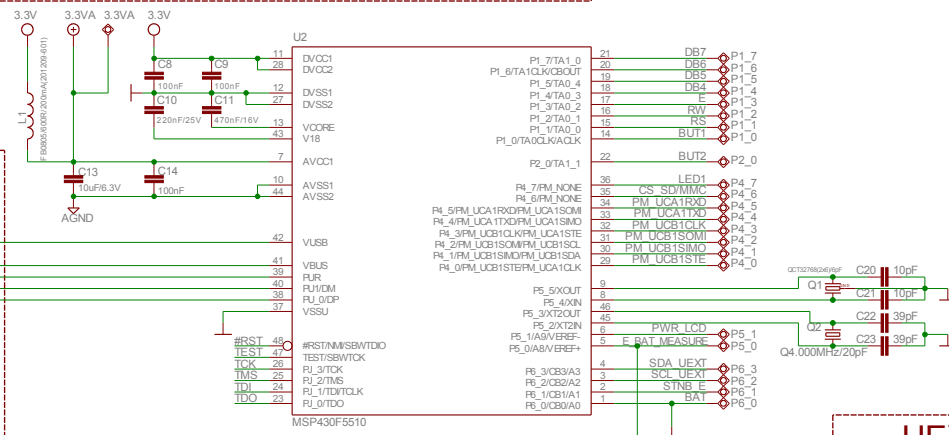 3.3V 3.3VA 3.3VA 3.3V
U2
L1
FB0805/600R/200mA(201209-601)
C8 100nF
C9 100nF
C10 220nF/25V
C11 470nF/16V
C13 10uF/6.3V
C14 100nF
AGND
11 DVCC1
28 DVCC2
12 DVSS1
27 DVSS2
13 VCORE
43 V18
7 AVCC1
10 AVSS1
44 AVSS2
42 VUSB
41 VBUS
39 PUR
40 PU1/DM
38 PU_0/DP
37 VSSU
#RST 48 #RST/NMI/SBWTDIO
TEST 47 TEST/SBWTCK
TCK 26 PJ_3/TCK
TMS 25 PJ_2/TMS
TDI 24 PJ_1/TDI/TCLK
TDO 23 PJ_0/TDO
MSP430F5510
P1_7/TA1_0 21 DB7 P1_7
P1_6/TA1CLK/CBOUT 20 DB6 P1_6
P1_5/TA0_4 19 DB5 P1_5
P1_4/TA0_3 18 DB4 P1_4
P1_3/TA0_2 17 E P1_3
P1_2/TA0_1 16 RW P1_2
P1_1/TA0_0 15 RS P1_1
P1_0/TA0CLK/ACLK 14 BUT1 P1_0
P2_0/TA1_1 22 BUT2 P2_0
P4_7/PM_NONE 36 LED1 P4_7
P4_6/PM_NONE 35 CS_SD/MMC P4_6
P4_5/PM_UCA1RXD/PM_UCA1SOMI 34 PM_UCA1RXD P4_5
P4_4/PM_UCA1TXD/PM_UCA1SIMO 33 PM_UCA1TXD P4_4
P4_3/PM_UCB1CLK/PM_UCA1STE 32 PM_UCB1CLK P4_3
P4_2/PM_UCB1SOMI/PM_UCB1SCL 31 PM_UCB1SOMI P4_2
P4_1/PM_UCB1SIMO/PM_UCB1SDA 30 PM_UCB1SIMO P4_1
P4_0/PM_UCB1STE/PM_UCA1CLK 29 PM_UCB1STE P4_0
P5_5/XOUT 9
P5_4/XIN 8
P5_3/XT2OUT 46
P5_2/XT2IN 45
P5_1/A9/VEREF- 6 PWR_LCD P5_1
P5_0/A8/VEREF+ 5 E_BAT_MEASURE P5_0
P6_3/CB3/A3 4 SDA_UEXT P6_3
P6_2/CB2/A2 3 SCL_UEXT P6_2
P6_1/CB1/A1 2 STNB_E P6_1
P6_0/CB0/A0 1 BAT P6_0
Q1
C20 10pF
C21 10pF
C22 39pF
Q2
C23 39pF
Q4.000MHz/20pF